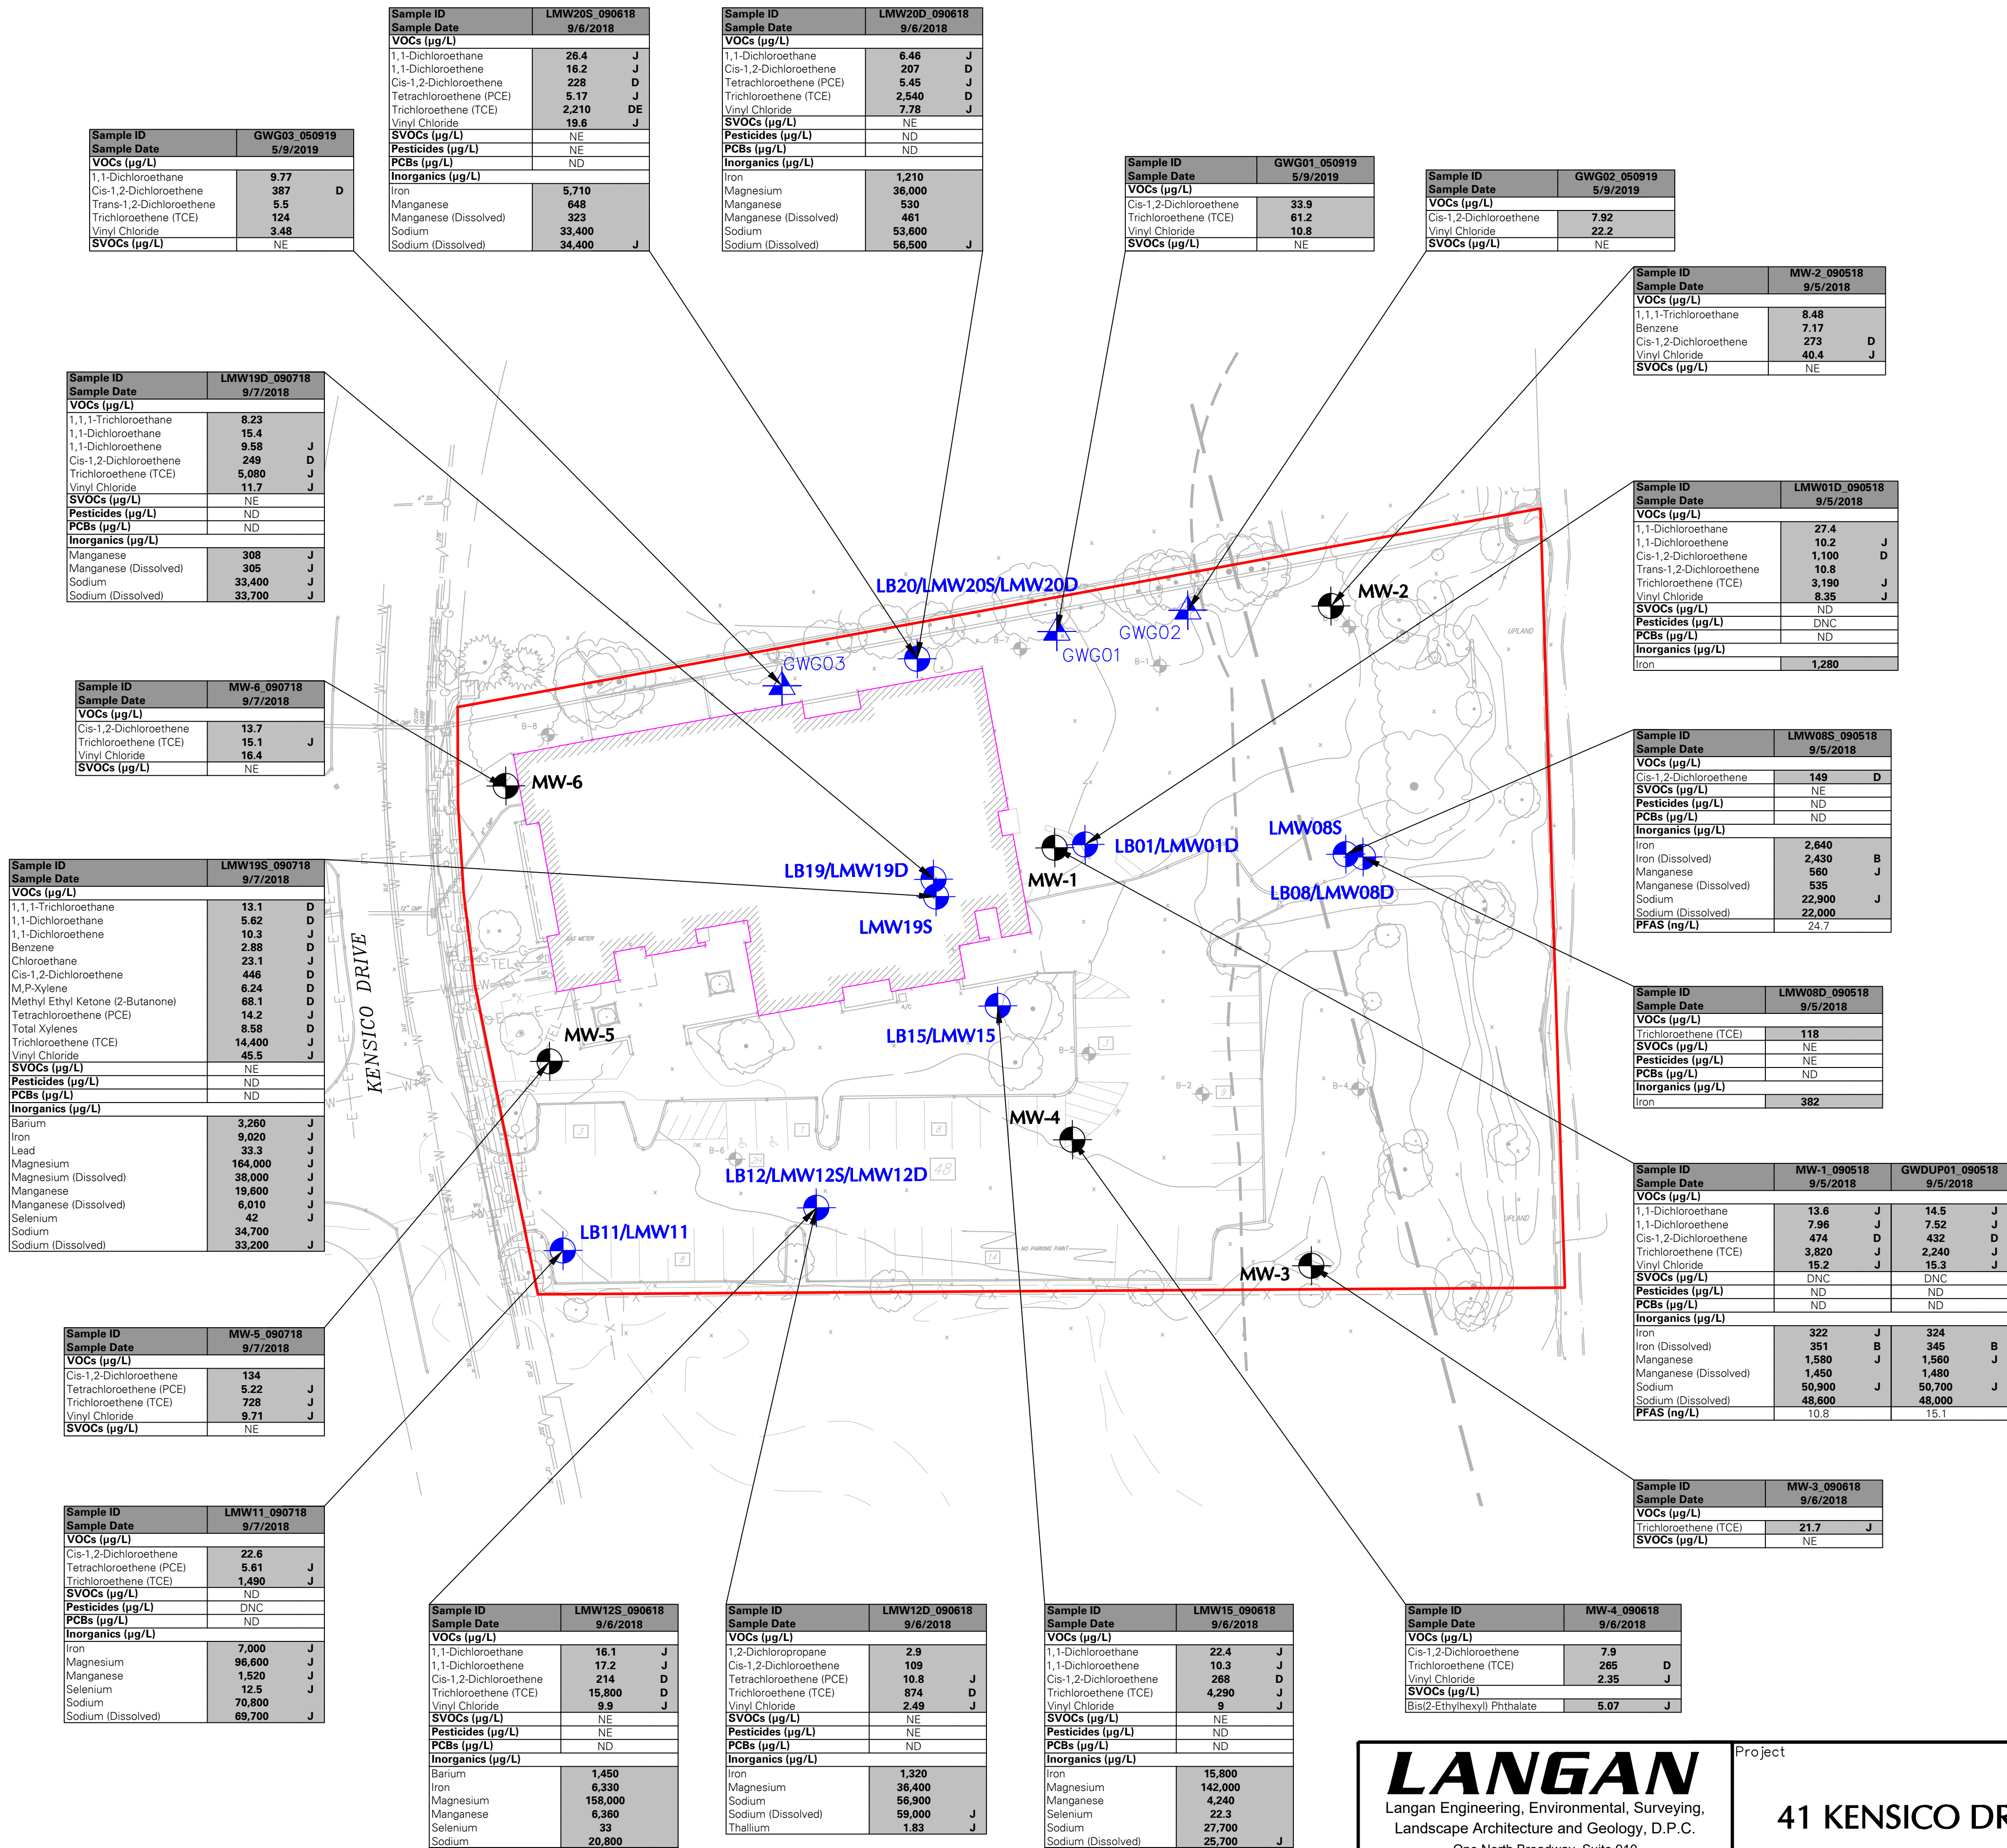 Sample ID LMW20S_090618
Sample Date 9/6/2018
VOCs (µg/L)
1,1-Dichloroethane 26.4 J
1,1-Dichloroethene 16.2 J
Cis-1,2-Dichloroethene 228 D
Tetrachloroethene (PCE) 5.17 J
Trichloroethene (TCE) 2,210 DE
Vinyl Chloride 19.6 J
SVOCs (µg/L) NE
Pesticides (µg/L) NE
PCBs (µg/L) ND
Inorganics (µg/L)
Iron 5,710
Manganese 648
Manganese (Dissolved) 323
Sodium 33,400
Sodium (Dissolved) 34,400 J
Sample ID LMW20D_090618
Sample Date 9/6/2018
VOCs (µg/L)
1,1-Dichloroethane 6.46 J
Cis-1,2-Dichloroethene 207 D
Tetrachloroethene (PCE) 5.45 J
Trichloroethene (TCE) 2,540 D
Vinyl Chloride 7.78 J
SVOCs (µg/L) NE
Pesticides (µg/L) ND
PCBs (µg/L) ND
Inorganics (µg/L)
Iron 1,210
Magnesium 36,000
Manganese 530
Manganese (Dissolved) 461
Sodium 53,600
Sodium (Dissolved) 56,500 J
Sample ID GWG03_050919
Sample Date 5/9/2019
VOCs (µg/L)
1,1-Dichloroethane 9.77
Cis-1,2-Dichloroethene 387 D
Trans-1,2-Dichloroethene 5.5
Trichloroethene (TCE) 124
Vinyl Chloride 3.48
SVOCs (µg/L) NE
Sample ID GWG01_050919
Sample Date 5/9/2019
VOCs (µg/L)
Cis-1,2-Dichloroethene 33.9
Trichloroethene (TCE) 61.2
Vinyl Chloride 10.8
SVOCs (µg/L) NE
Sample ID GWG02_050919
Sample Date 5/9/2019
VOCs (µg/L)
Cis-1,2-Dichloroethene 7.92
Vinyl Chloride 22.2
SVOCs (µg/L) NE
Sample ID MW-2_090518
Sample Date 9/5/2018
VOCs (µg/L)
1,1,1-Trichloroethane 8.48
Benzene 7.17
Cis-1,2-Dichloroethene 273 D
Vinyl Chloride 40.4 J
SVOCs (µg/L) NE
Sample ID LMW19D_090718
Sample Date 9/7/2018
VOCs (µg/L)
1,1,1-Trichloroethane 8.23
1,1-Dichloroethane 15.4
1,1-Dichloroethene 9.58 J
Cis-1,2-Dichloroethene 249 D
Trichloroethene (TCE) 5,080 J
Vinyl Chloride 11.7 J
SVOCs (µg/L) NE
Pesticides (µg/L) ND
PCBs (µg/L) ND
Inorganics (µg/L)
Manganese 308 J
Manganese (Dissolved) 305 J
Sodium 33,400 J
Sodium (Dissolved) 33,700 J
Sample ID LMW01D_090518
Sample Date 9/5/2018
VOCs (µg/L)
1,1-Dichloroethane 27.4
1,1-Dichloroethene 10.2 J
Cis-1,2-Dichloroethene 1,100 D
Trans-1,2-Dichloroethene 10.8
Trichloroethene (TCE) 3,190 J
Vinyl Chloride 8.35 J
SVOCs (µg/L) ND
Pesticides (µg/L) DNC
PCBs (µg/L) ND
Inorganics (µg/L)
Iron 1,280
Sample ID MW-6_090718
Sample Date 9/7/2018
VOCs (µg/L)
Cis-1,2-Dichloroethene 13.7
Trichloroethene (TCE) 15.1 J
Vinyl Chloride 16.4
SVOCs (µg/L) NE
Sample ID LMW08S_090518
Sample Date 9/5/2018
VOCs (µg/L)
Cis-1,2-Dichloroethene 149 D
SVOCs (µg/L) NE
Pesticides (µg/L) ND
PCBs (µg/L) ND
Inorganics (µg/L)
Iron 2,640
Iron (Dissolved) 2,430 B
Manganese 560 J
Manganese (Dissolved) 535
Sodium 22,900 J
Sodium (Dissolved) 22,000
PFAS (ng/L) 24.7
Sample ID LMW19S_090718
Sample Date 9/7/2018
VOCs (µg/L)
1,1,1-Trichloroethane 13.1 D
1,1-Dichloroethane 5.62 D
1,1-Dichloroethene 10.3 J
Benzene 2.88 D
Chloroethane 23.1 J
Cis-1,2-Dichloroethene 446 D
M,P-Xylene 6.24 D
Methyl Ethyl Ketone (2-Butanone) 68.1 D
Tetrachloroethene (PCE) 14.2 J
Total Xylenes 8.58 D
Trichloroethene (TCE) 14,400 J
Vinyl Chloride 45.5 J
SVOCs (µg/L) NE
Pesticides (µg/L) ND
PCBs (µg/L) ND
Inorganics (µg/L)
Barium 3,260 J
Iron 9,020 J
Lead 33.3 J
Magnesium 164,000 J
Magnesium (Dissolved) 38,000 J
Manganese 19,600 J
Manganese (Dissolved) 6,010 J
Selenium 42 J
Sodium 34,700
Sodium (Dissolved) 33,200 J
Sample ID LMW08D_090518
Sample Date 9/5/2018
VOCs (µg/L)
Trichloroethene (TCE) 118
SVOCs (µg/L) NE
Pesticides (µg/L) NE
PCBs (µg/L) ND
Inorganics (µg/L)
Iron 382
Sample ID MW-1_090518 GWDUP01_090518
Sample Date 9/5/2018 9/5/2018
VOCs (µg/L)
1,1-Dichloroethane 13.6 J 14.5 J
1,1-Dichloroethene 7.96 J 7.52 J
Cis-1,2-Dichloroethene 474 D 432 D
Trichloroethene (TCE) 3,820 J 2,240 J
Vinyl Chloride 15.2 J 15.3 J
SVOCs (µg/L) DNC DNC
Pesticides (µg/L) ND ND
PCBs (µg/L) ND ND
Inorganics (µg/L)
Iron 322 J 324
Iron (Dissolved) 351 B 345 B
Manganese 1,580 J 1,560 J
Manganese (Dissolved) 1,450 1,480
Sodium 50,900 J 50,700 J
Sodium (Dissolved) 48,600 48,000
PFAS (ng/L) 10.8 15.1
Sample ID MW-5_090718
Sample Date 9/7/2018
VOCs (µg/L)
Cis-1,2-Dichloroethene 134
Tetrachloroethene (PCE) 5.22 J
Trichloroethene (TCE) 728 J
Vinyl Chloride 9.71 J
SVOCs (µg/L) NE
Sample ID MW-3_090618
Sample Date 9/6/2018
VOCs (µg/L)
Trichloroethene (TCE) 21.7 J
SVOCs (µg/L) NE
Sample ID LMW11_090718
Sample Date 9/7/2018
VOCs (µg/L)
Cis-1,2-Dichloroethene 22.6
Tetrachloroethene (PCE) 5.61 J
Trichloroethene (TCE) 1,490 J
SVOCs (µg/L) ND
Pesticides (µg/L) DNC
PCBs (µg/L) ND
Inorganics (µg/L)
Iron 7,000 J
Magnesium 96,600 J
Manganese 1,520 J
Selenium 12.5 J
Sodium 70,800
Sodium (Dissolved) 69,700 J
Sample ID LMW12S_090618
Sample Date 9/6/2018
VOCs (µg/L)
1,1-Dichloroethane 16.1 J
1,1-Dichloroethene 17.2 J
Cis-1,2-Dichloroethene 214 D
Trichloroethene (TCE) 15,800 D
Vinyl Chloride 9.9 J
SVOCs (µg/L) NE
Pesticides (µg/L) NE
PCBs (µg/L) ND
Inorganics (µg/L)
Barium 1,450
Iron 6,330
Magnesium 158,000
Manganese 6,360
Selenium 33
Sodium 20,800
Sample ID LMW12D_090618
Sample Date 9/6/2018
VOCs (µg/L)
1,2-Dichloropropane 2.9
Cis-1,2-Dichloroethene 109
Tetrachloroethene (PCE) 10.8 J
Trichloroethene (TCE) 874 D
Vinyl Chloride 2.49 J
SVOCs (µg/L) NE
Pesticides (µg/L) NE
PCBs (µg/L) ND
Inorganics (µg/L)
Iron 1,320
Magnesium 36,400
Sodium 56,900
Sodium (Dissolved) 59,000 J
Thallium 1.83 J
Sample ID LMW15_090618
Sample Date 9/6/2018
VOCs (µg/L)
1,1-Dichloroethane 22.4 J
1,1-Dichloroethene 10.3 J
Cis-1,2-Dichloroethene 268 D
Trichloroethene (TCE) 4,290 J
Vinyl Chloride 9 J
SVOCs (µg/L) NE
Pesticides (µg/L) ND
PCBs (µg/L) ND
Inorganics (µg/L)
Iron 15,800
Magnesium 142,000
Manganese 4,240
Selenium 22.3
Sodium 27,700
Sodium (Dissolved) 25,700 J
Sample ID MW-4_090618
Sample Date 9/6/2018
VOCs (µg/L)
Cis-1,2-Dichloroethene 7.9
Trichloroethene (TCE) 265 D
Vinyl Chloride 2.35 J
SVOCs (µg/L)
Bis(2-Ethylhexyl) Phthalate 5.07 J
LB20/LMW20S/LMW20D
MW-2
GWG02
GWG01
GWG03
B-7
B-1
UPLAND
B-8
MW-6
LB19/LMW19D
LMW19S
MW-1
LB01/LMW01D
LMW08S
LB08/LMW08D
GAS METER
KENSICO DRIVE
MW-5
A/C
LB15/LMW15
B-5
3
B-2
9
B-4
MW-4
3
1
8
B-6
48
LB12/LMW12S/LMW12D
LB11/LMW11
8
14
NO PARKING PAINT
MW-3
UPLAND
LANGAN
Langan Engineering, Environmental, Surveying,
Landscape Architecture and Geology, D.P.C.
Project
41 KENSICO DR